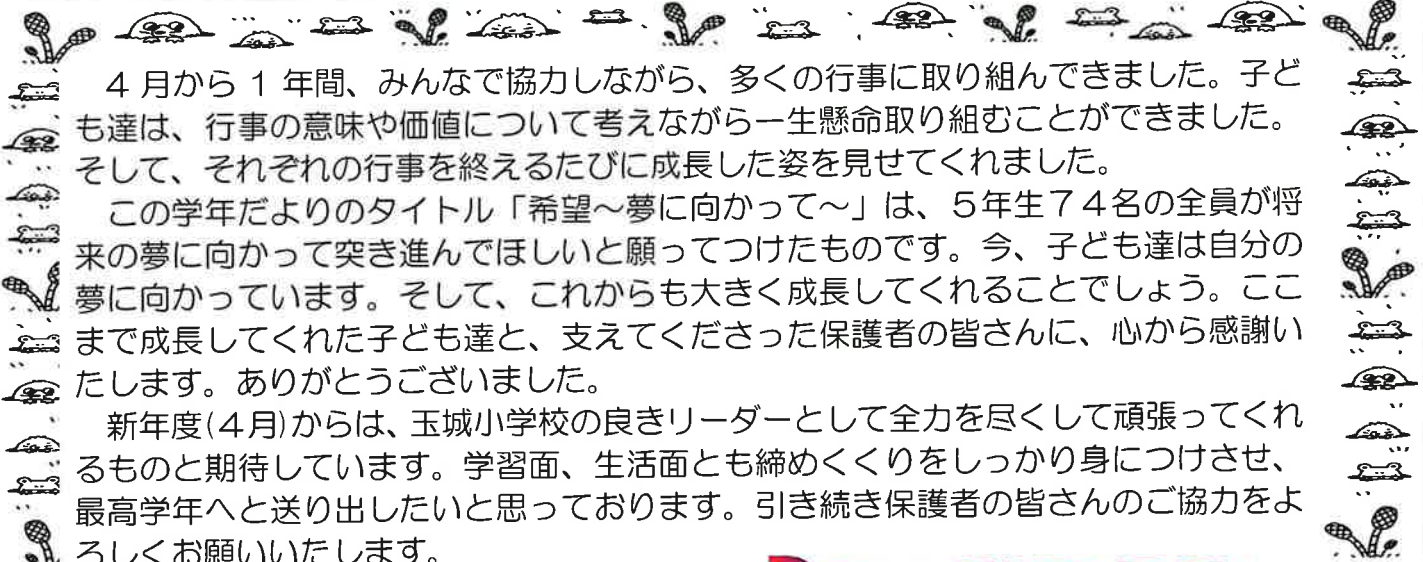 ４月から１年間、みんなで協力しながら、多くの行事に取り組んできました。子ど
も達は、行事の意味や価値について考えながら一生懸命取り組むことができました。
そして、それぞれの行事を終えるたびに成長した姿を見せてくれました。
この学年だよりのタイトル「希望～夢に向かって～」は、５年生７４名の全員が将
来の夢に向かって突き進んでほしいと願ってつけたものです。今、子ども達は自分の
夢に向かっています。そして、これからも大きく成長してくれることでしょう。ここ
まで成長してくれた子ども達と、支えてくださった保護者の皆さんに、心から感謝い
たします。ありがとうございました。
新年度(４月)からは、玉城小学校の良きリーダーとして全力を尽くして頑張ってくれ
るものと期待しています。学習面、生活面とも締めくくりをしっかり身につけさせ、
最高学年へと送り出したいと思っております。引き続き保護者の皆さんのご協力をよ
ろしくお願いいたします。